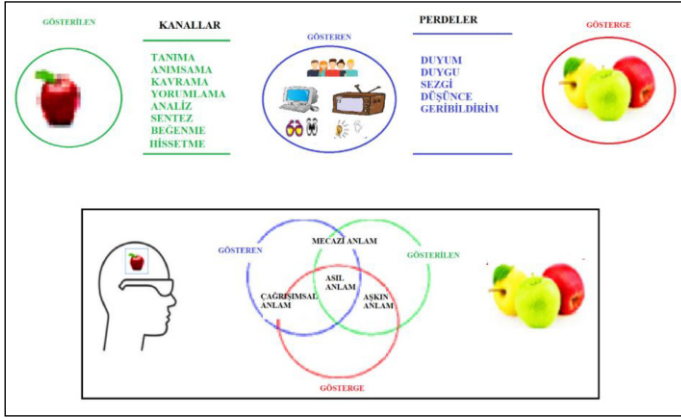 GÖSTERİLEN
KANALLAR
TANIMA
ANIMSAMA
KAVRAMA
YORUMLAMA
ANALİZ
SENTEZ
BEĞENME
HİSSETME
GÖSTEREN
PERDELER
DUYUM
DUYGU
SEZGİ
DÜŞÜNCE
GERİBİLDİRİM
GÖSTERGE
GÖSTEREN
MECAZİ ANLAM
GÖSTERİLEN
ASIL
ANLAM
ÇAĞRIŞIMSAL
ANLAM
AŞKIN
ANLAM
GÖSTERGE